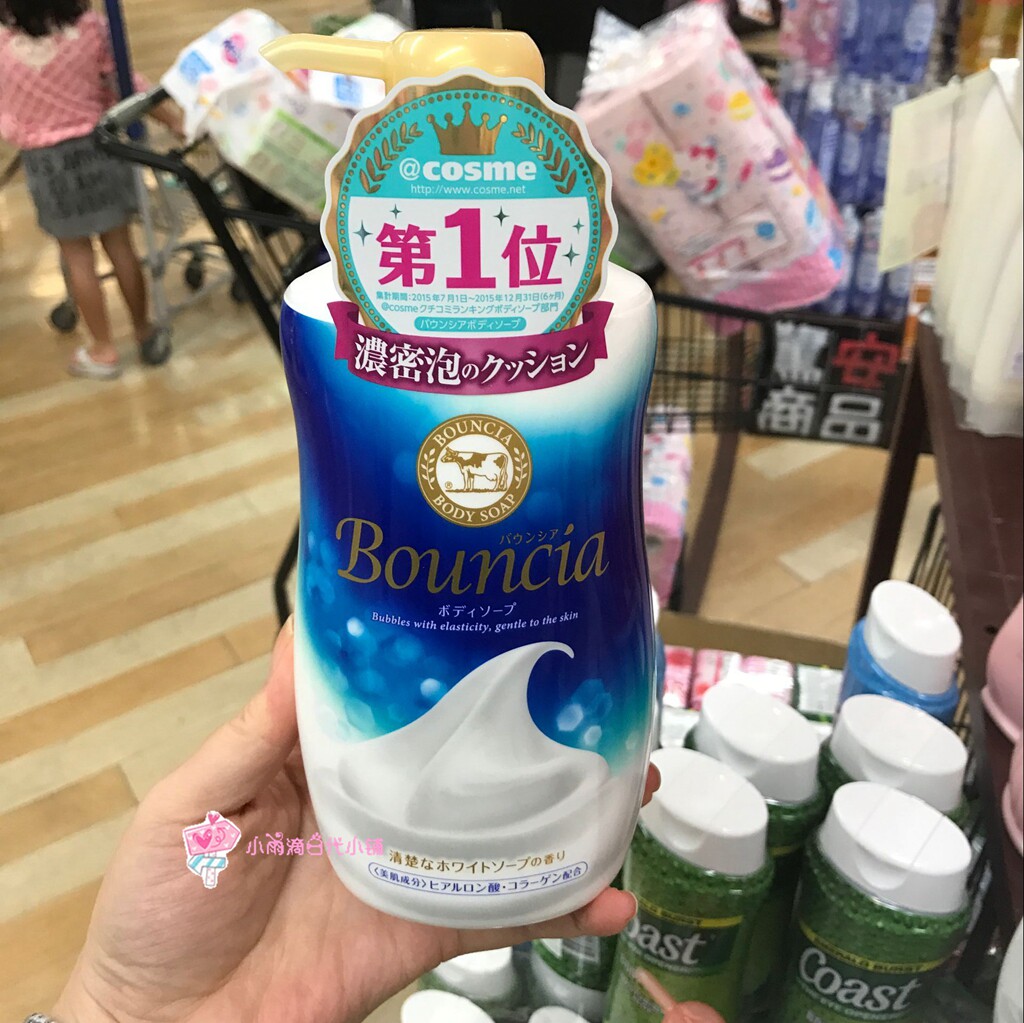 @cosme
http://www.cosme.net
第1位
集計期間:2015年7月1日~2015年12月31日(6ヶ月)
@cosmeクチコミランキングボディソープ部門
バウンシアボディソープ
濃密泡のクッション
驚安
商品
BOUNCIA
BODY SOAP
バウンシア
Bouncia
ボディソープ
Bubbles with elasticity, gentle to the skin
清楚なホワイトソープの香り
〈美肌成分〉ヒアルロン酸・コラーゲン配合
小雨滴日代小舖
Coast
EMERALD BURST
Coast